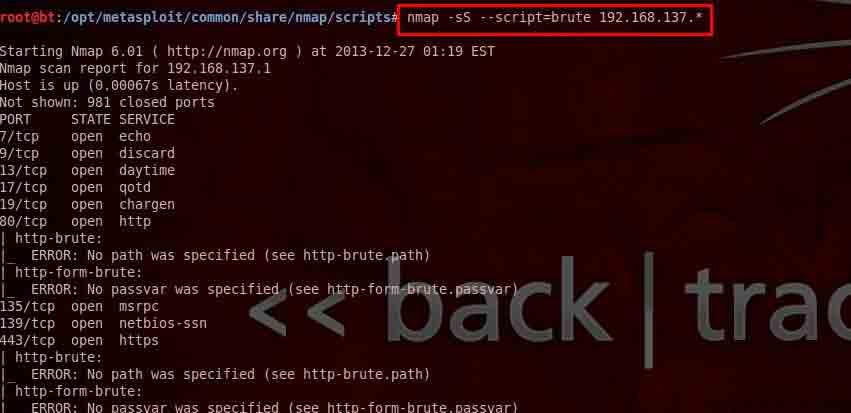 root@bt:/opt/metasploit/common/share/nmap/scripts# nmap -sS --script=brute 192.168.137.*
Starting Nmap 6.01 ( http://nmap.org ) at 2013-12-27 01:19 EST
Nmap scan report for 192.168.137.1
Host is up (0.00067s latency).
Not shown: 981 closed ports
PORT     STATE SERVICE
7/tcp    open  echo
9/tcp    open  discard
13/tcp   open  daytime
17/tcp   open  qotd
19/tcp   open  chargen
80/tcp   open  http
| http-brute:
|_  ERROR: No path was specified (see http-brute.path)
| http-form-brute:
|_  ERROR: No passvar was specified (see http-form-brute.passvar)
135/tcp  open  msrpc
139/tcp  open  netbios-ssn
443/tcp  open  https
| http-brute:
|_  ERROR: No path was specified (see http-brute.path)
| http-form-brute:
|_  ERROR: No passvar was specified (see http-form-brute.passvar)
<< back | trac